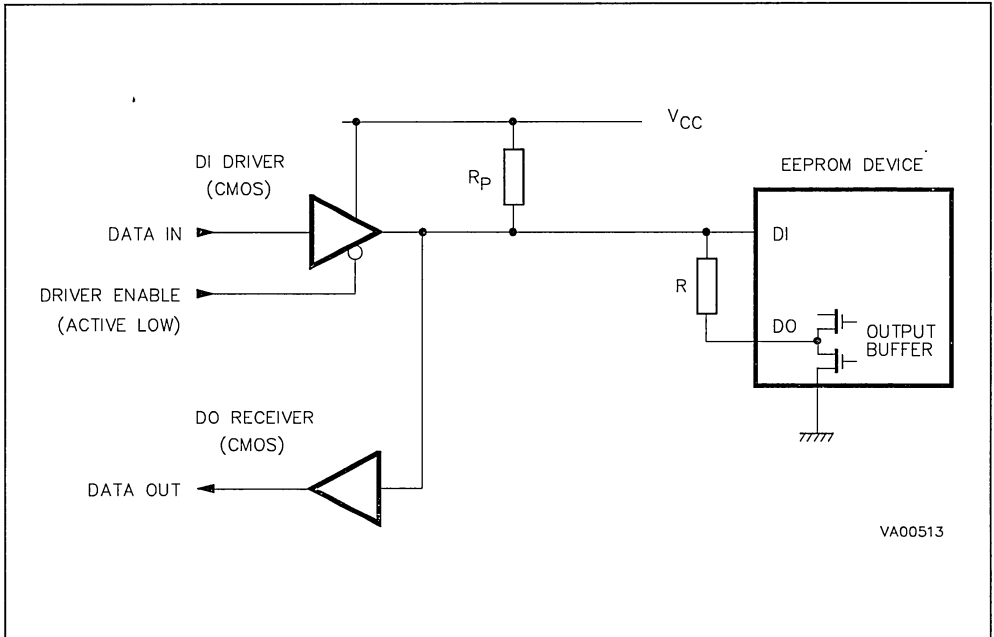 VCC
DI DRIVER
(CMOS)
RP
EEPROM DEVICE
DATA IN
DI
R
DRIVER ENABLE
(ACTIVE LOW)
DO
OUTPUT
BUFFER
DO RECEIVER
(CMOS)
DATA OUT
VA00513